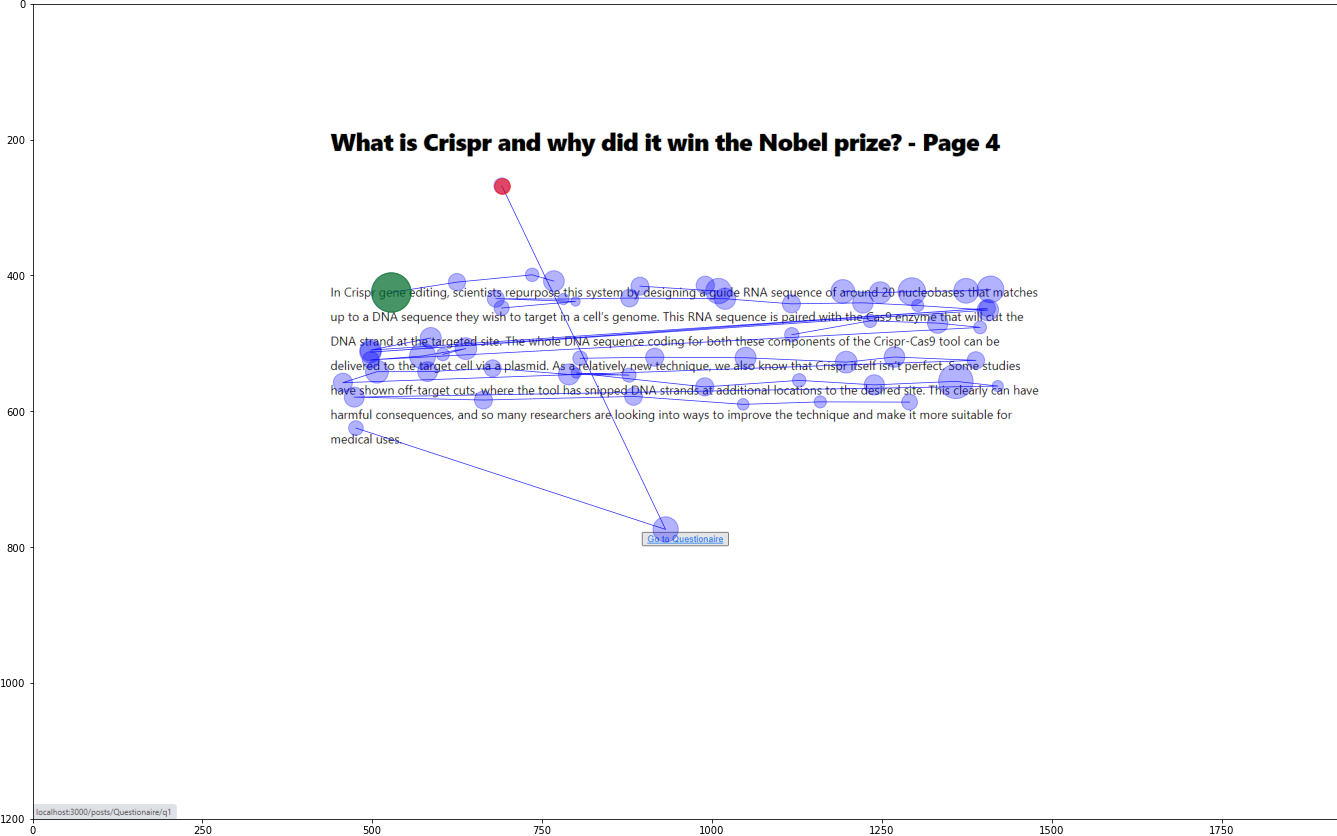 0
200
What is Crispr and why did it win the Nobel prize? - Page 4
400
In Crispr gene editing, scientists repurpose this system by designing a guide RNA sequence of around 20 nucleobases that matches
up to a DNA sequence they wish to target in a cell's genome. This RNA sequence is paired with the Cas9 enzyme that will cut the
DNA strand at the targeted site. The whole DNA sequence coding for both these components of the Crispr-Cas9 tool can be
delivered to the target cell via a plasmid. As a relatively new technique, we also know that Crispr itself isn't perfect. Some studies
have shown off-target cuts, where the tool has snipped DNA strands at additional locations to the desired site. This clearly can have
600
harmful consequences, and so many researchers are looking into ways to improve the technique and make it more suitable for
medical uses.
Go to Questionaire
800
1000
localhost:3000/posts/Questionaire/q1
1200
0 250 500 750 1000 1250 1500 1750